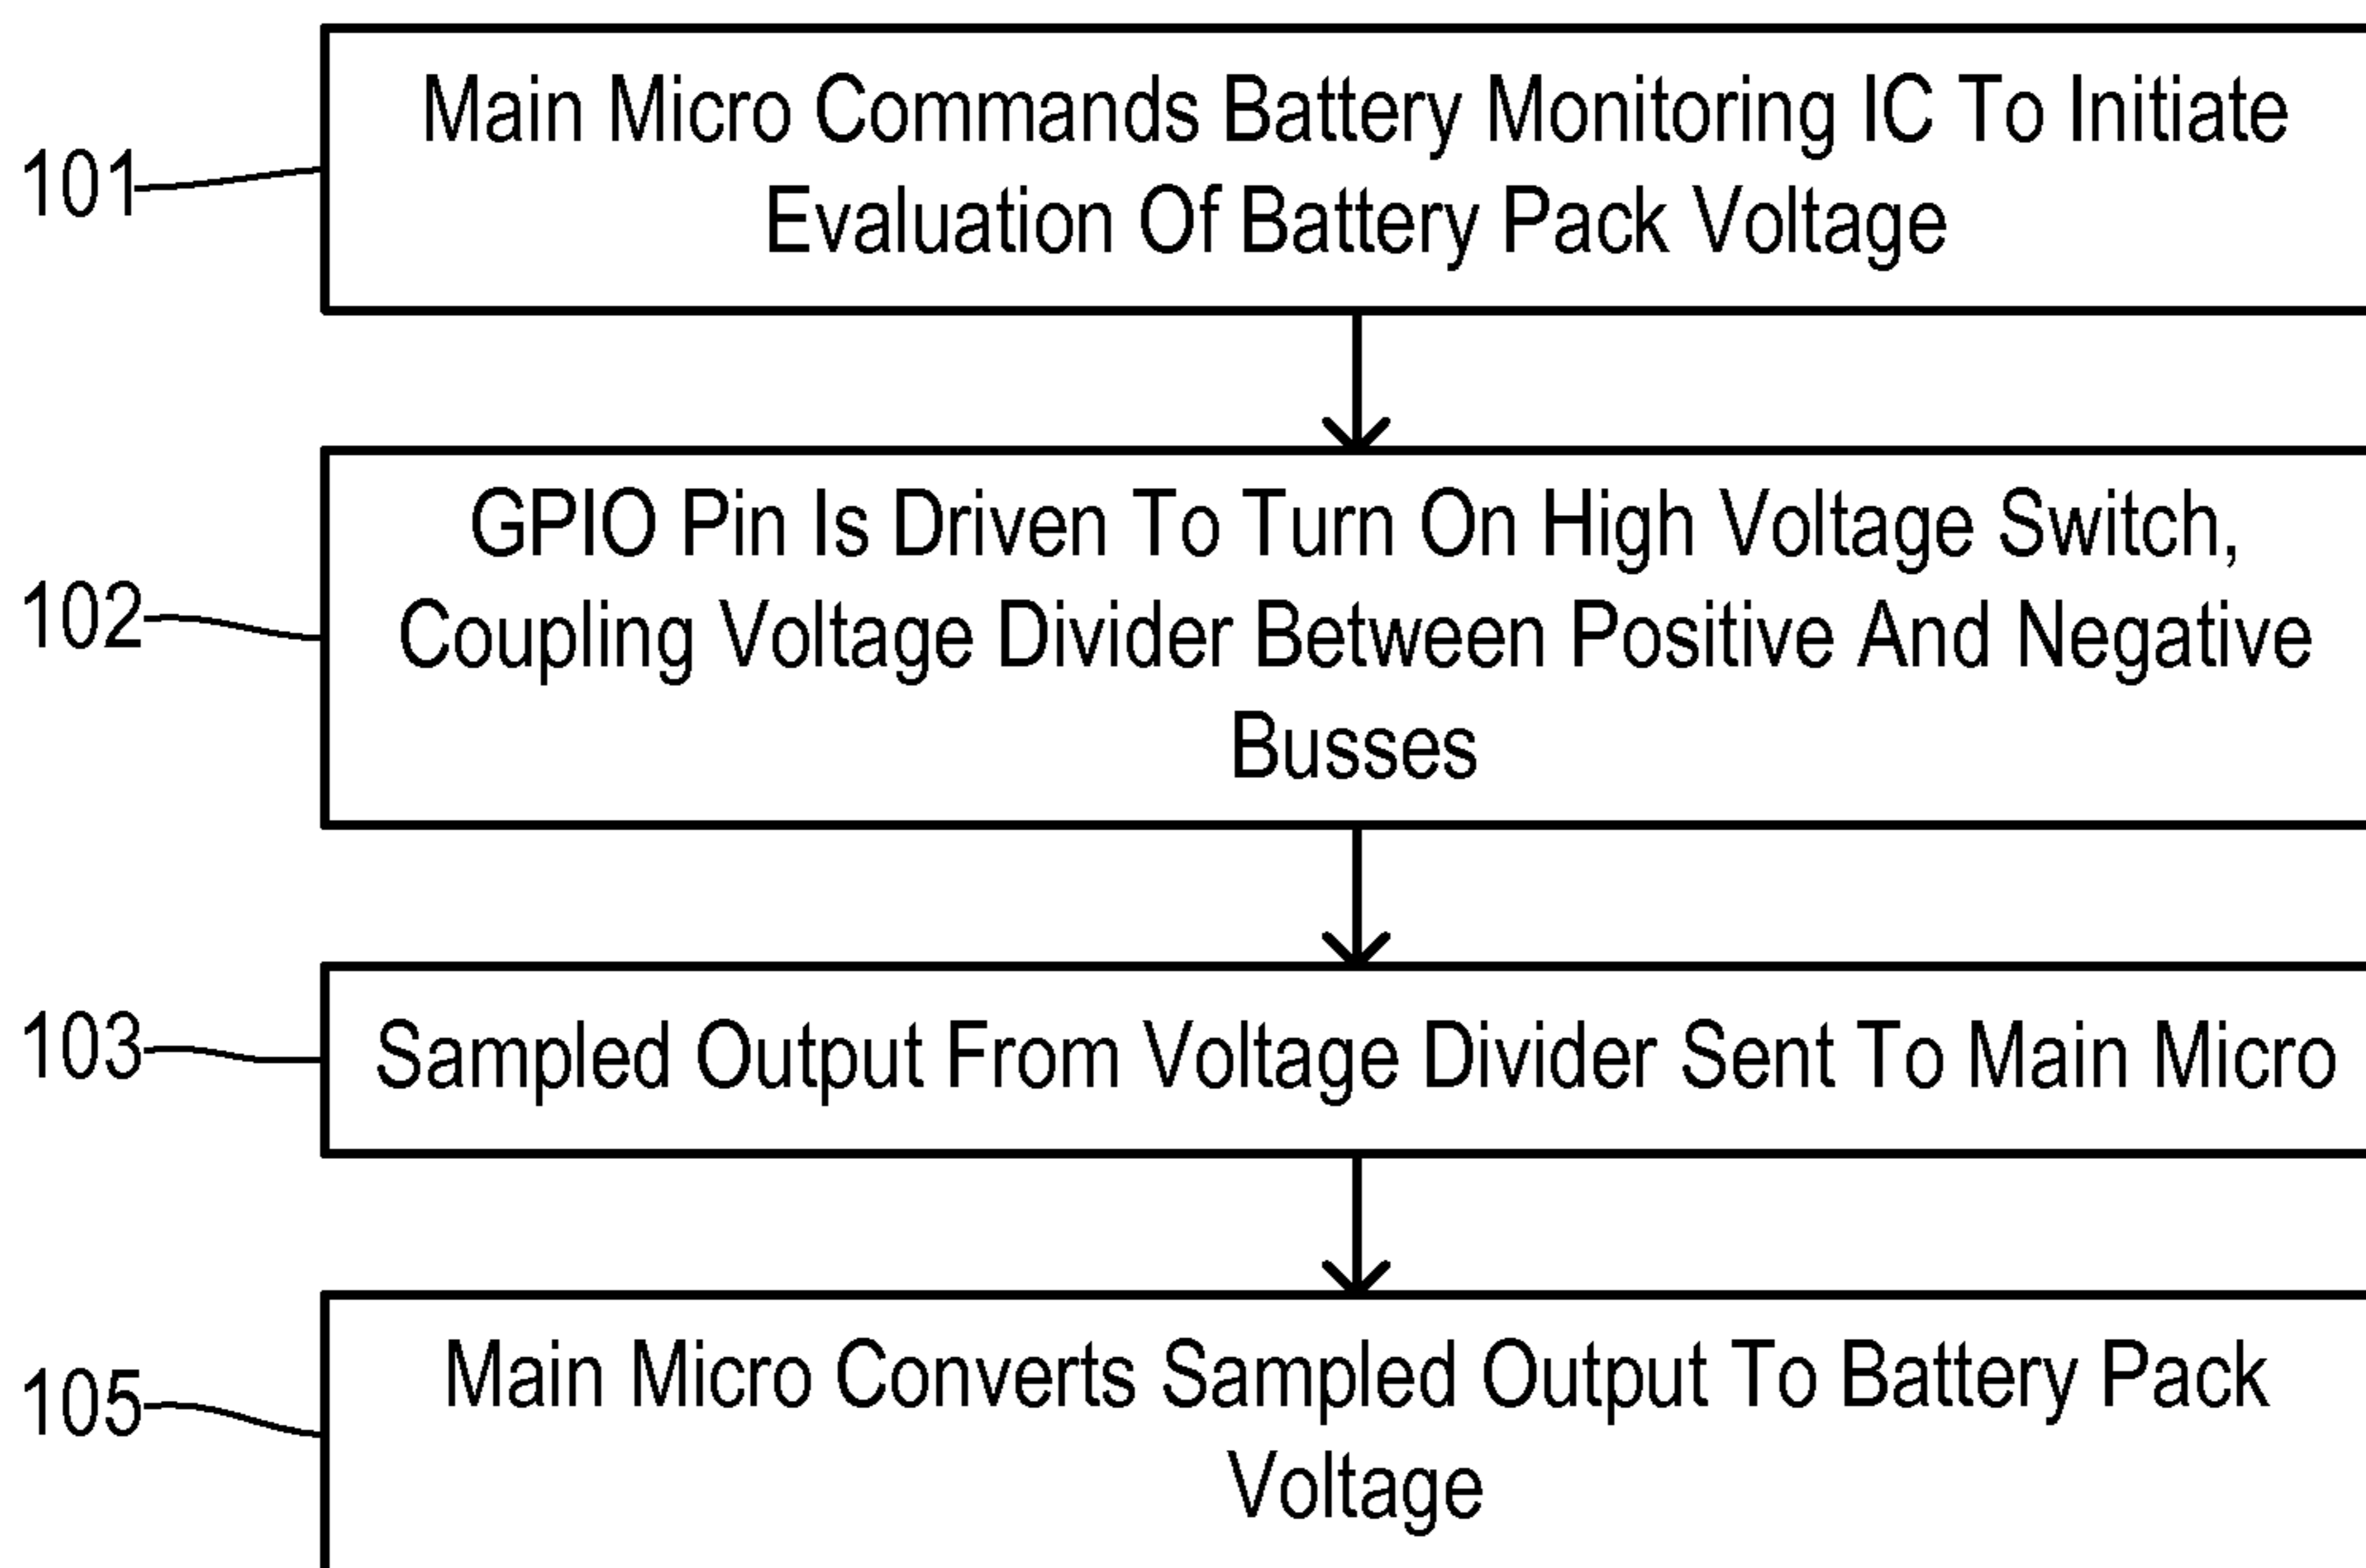 101
Main Micro Commands Battery Monitoring IC To Initiate
Evaluation Of Battery Pack Voltage
102
GPIO Pin Is Driven To Turn On High Voltage Switch,
Coupling Voltage Divider Between Positive And Negative
Busses
103
Sampled Output From Voltage Divider Sent To Main Micro
105
Main Micro Converts Sampled Output To Battery Pack
Voltage